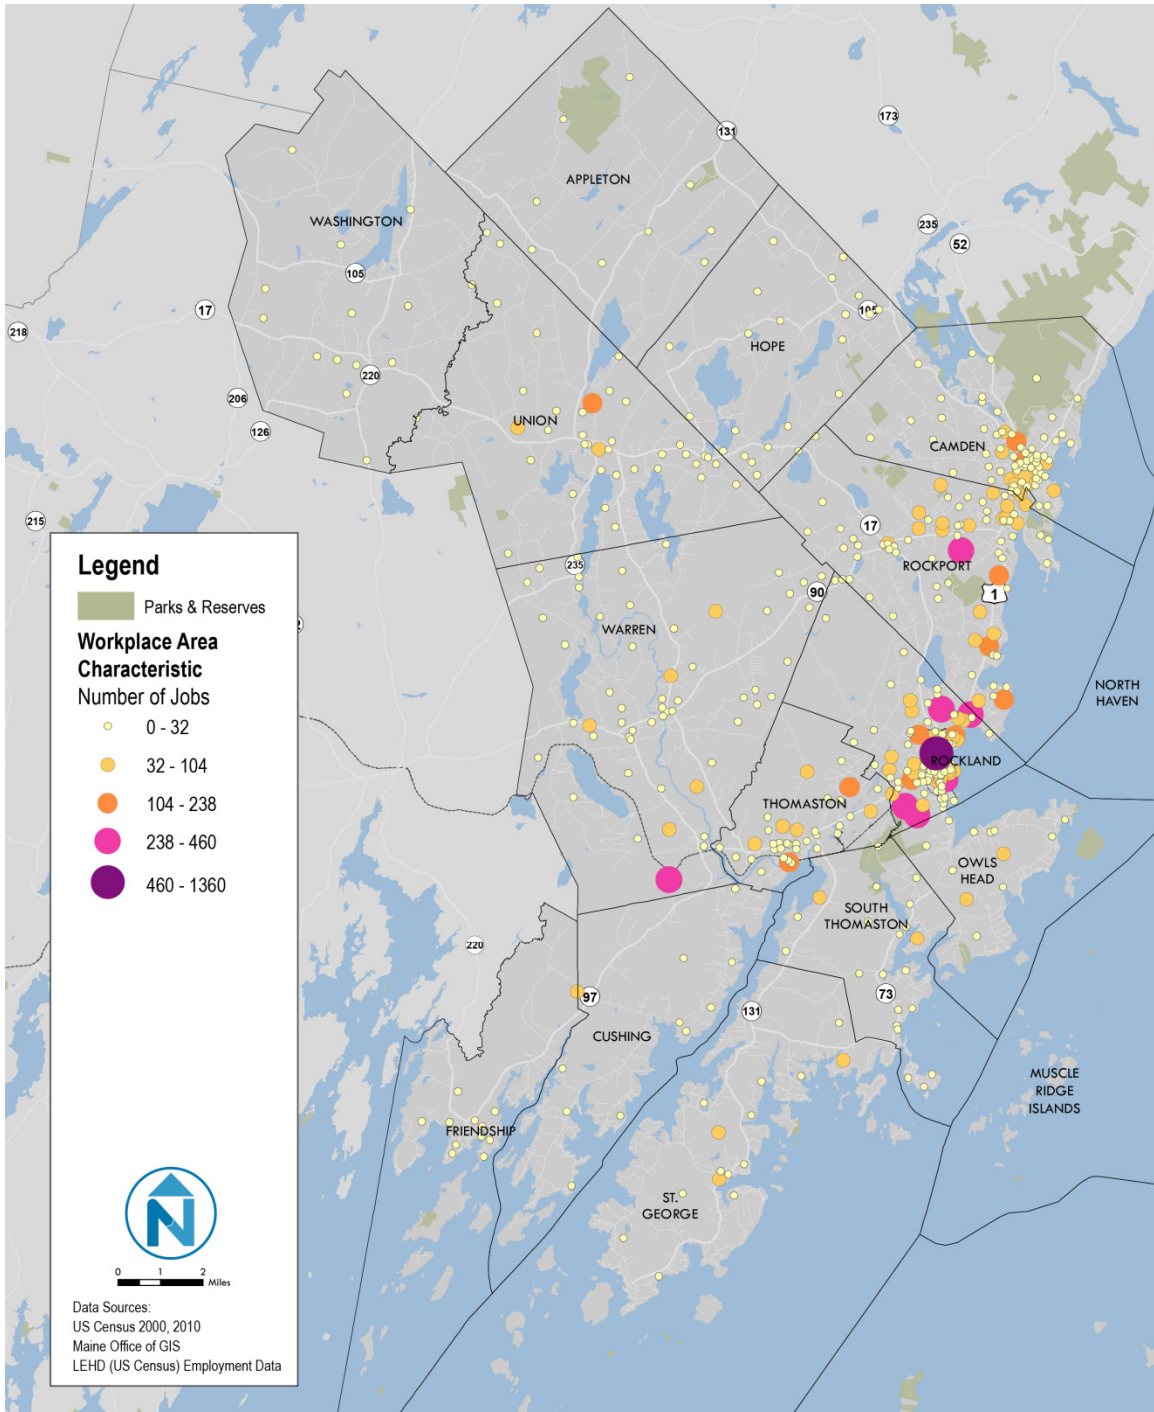 131
173
APPLETON
WASHINGTON
235
52
105
17
105
218
HOPE
220
206
UNION
126
CAMDEN
215
17
235
ROCKPORT
90
1
WARREN
NORTH
HAVEN
ROCKLAND
THOMASTON
OWLS
HEAD
SOUTH
THOMASTON
220
97
73
131
CUSHING
MUSCLE
RIDGE
ISLANDS
FRIENDSHIP
ST.
GEORGE
Legend
Parks & Reserves
Workplace Area
Characteristic
Number of Jobs
0 - 32
32 - 104
104 - 238
238 - 460
460 - 1360
N
0 1 2
Miles
Data Sources:
US Census 2000, 2010
Maine Office of GIS
LEHD (US Census) Employment Data